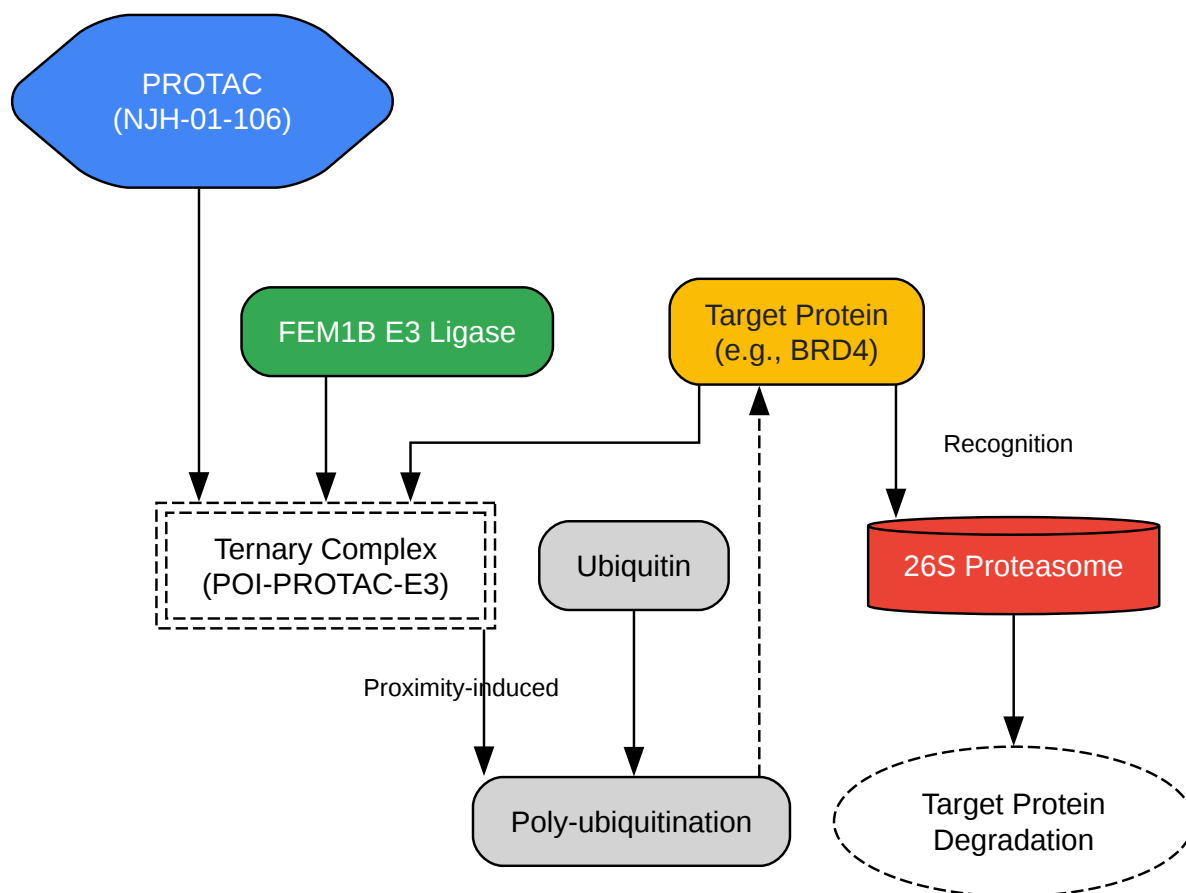 PROTAC
(NJH-01-106)
FEM1B E3 Ligase
Target Protein
(e.g., BRD4)
Recognition
Ternary Complex
(POI-PROTAC-E3)
Ubiquitin
26S Proteasome
Proximity-induced
Poly-ubiquitination
Target Protein
Degradation